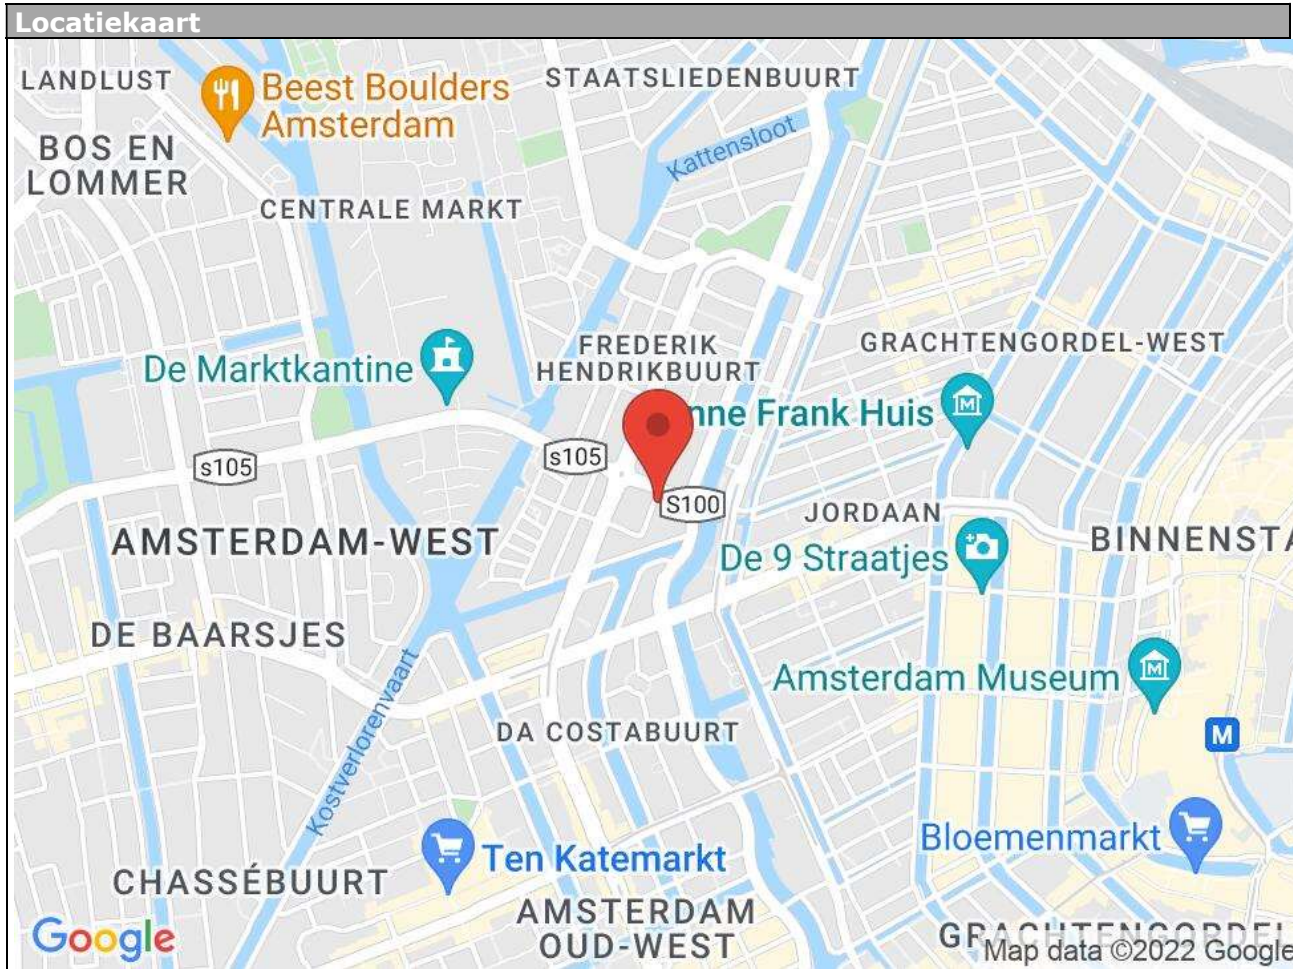 Locatiekaart
LANDLUST
Beest Boulders
Amsterdam
STAATSLIEDENBUURT
BOS EN
LOMMER
Kattensloot
CENTRALE MARKT
De Marktkantine
FREDERIK
HENDRIKBUURT
GRACHTENGORDEL-WEST
nne Frank Huis
s105
s105
S100
JORDAAN
AMSTERDAM-WEST
BINNENSTA
De 9 Straatjes
DE BAARSJES
Kostverlorenvaart
Amsterdam Museum
DA COSTABUURT
M
Bloemenmarkt
Ten Katemarkt
CHASSÉBUURT
AMSTERDAM
OUD-WEST
GRACHTENGORDEL
Google
Map data ©2022 Google